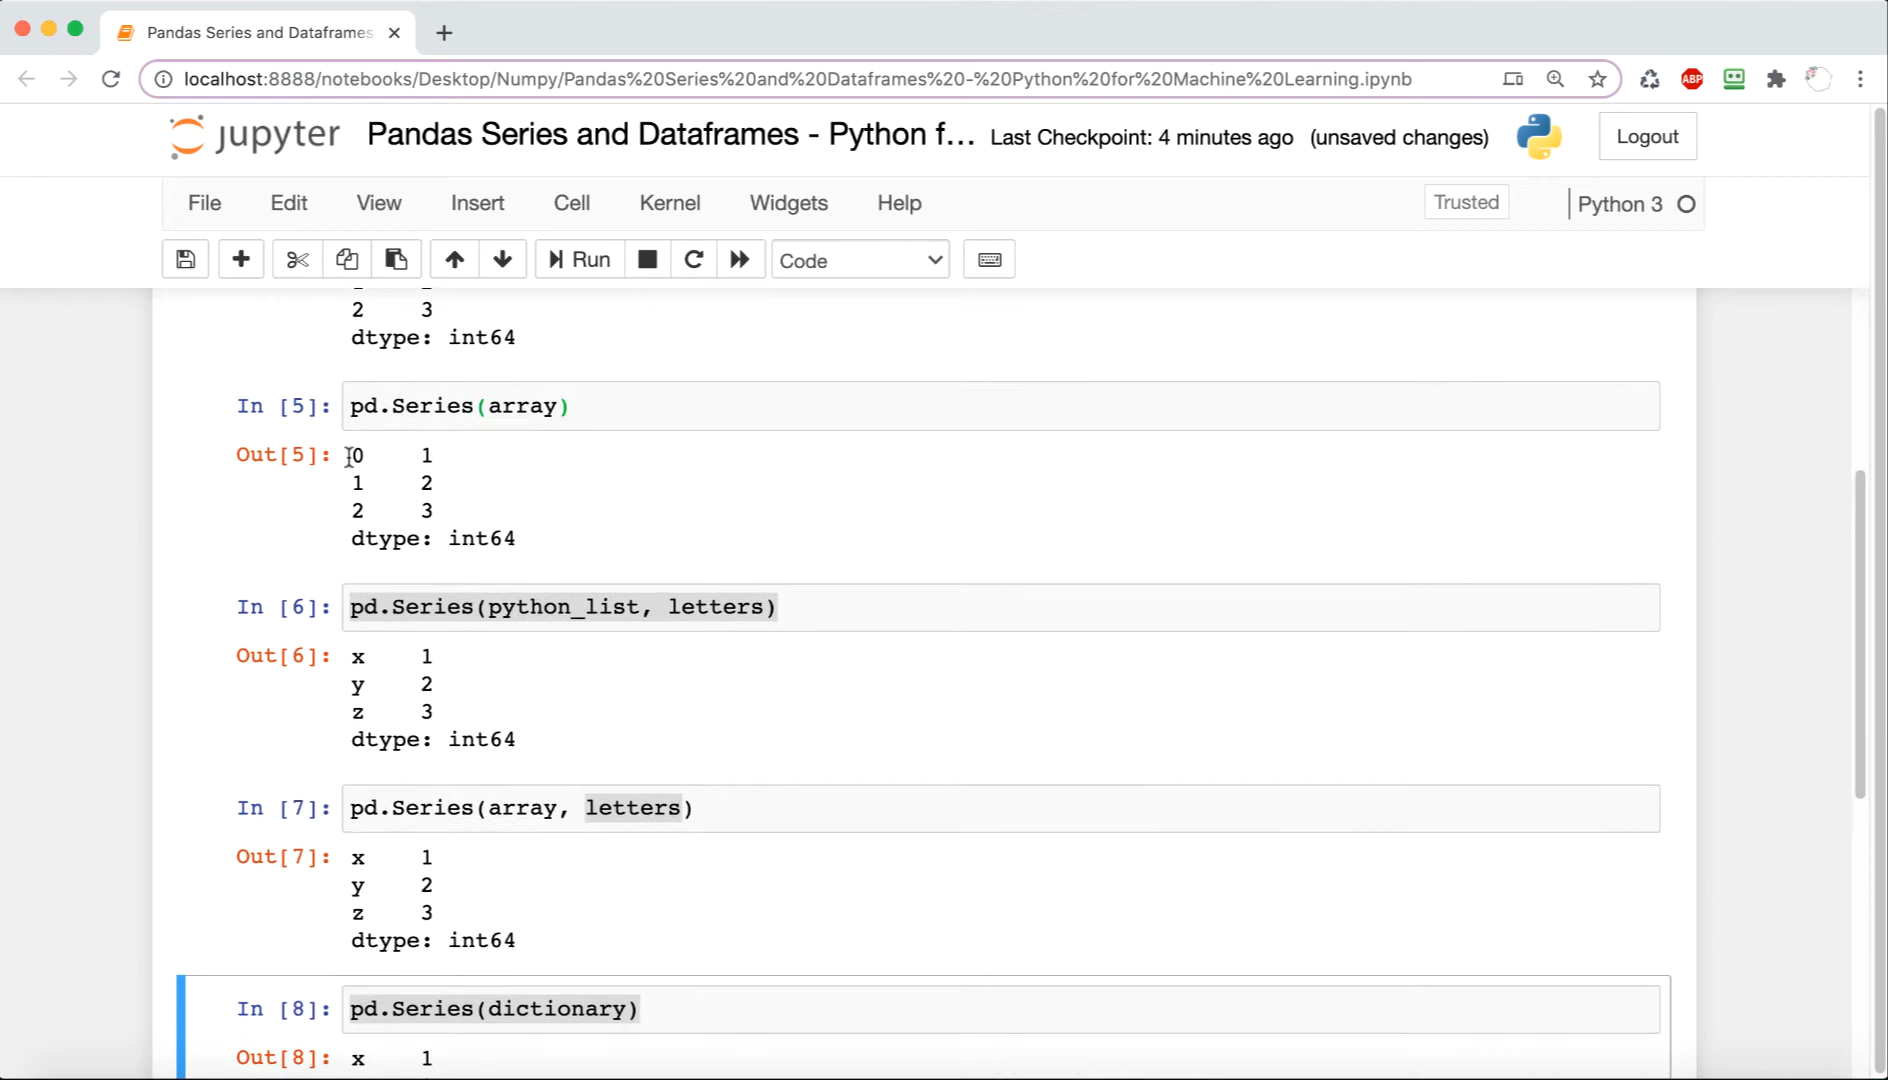 Pandas Series and Dataframes
localhost:8888/notebooks/Desktop/Numpy/Pandas%20Series%20and%20Dataframes%20-%20Python%20for%20Machine%20Learning.ipynb
ABP
jupyter Pandas Series and Dataframes - Python f... Last Checkpoint: 4 minutes ago (unsaved changes) Logout
File Edit View Insert Cell Kernel Widgets Help Trusted Python 3
Run Code
2 3
dtype: int64
In [5]: pd.Series(array)
Out[5]: 0 1
1 2
2 3
dtype: int64
In [6]: pd.Series(python_list, letters)
Out[6]: x 1
y 2
z 3
dtype: int64
In [7]: pd.Series(array, letters)
Out[7]: x 1
y 2
z 3
dtype: int64
In [8]: pd.Series(dictionary)
Out[8]: x 1